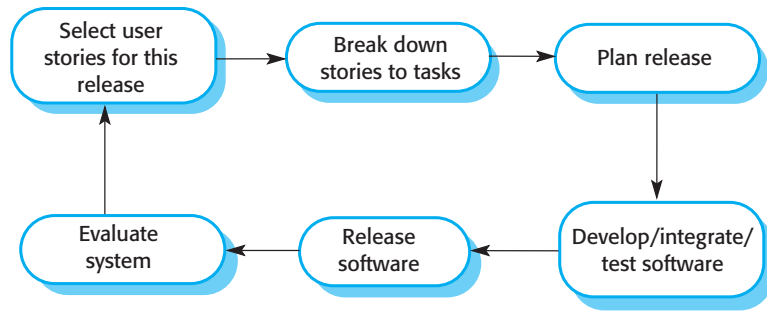 Select user
stories for this
release
Break down
stories to tasks
Plan release
Develop/integrate/
test software
Release
software
Evaluate
system